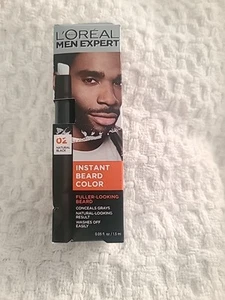 L'ORÉAL
MEN EXPERT
02
NATURAL
BLACK
INSTANT
BEARD
COLOR
FULLER-LOOKING
BEARD
CONCEALS GRAYS
NATURAL-LOOKING
RESULT
WASHES OFF
EASILY